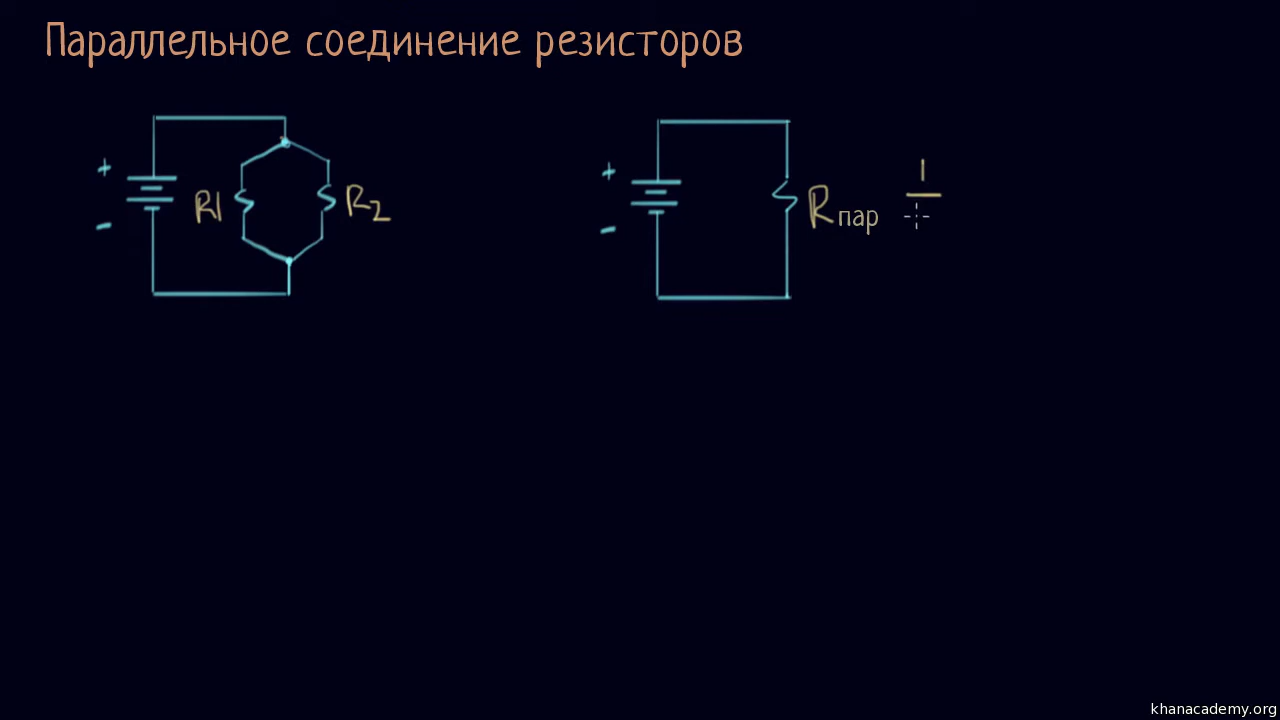 Параллельное соединение резисторов
+ R1 R2 -
+ Rпар 1 -
khanacademy.org